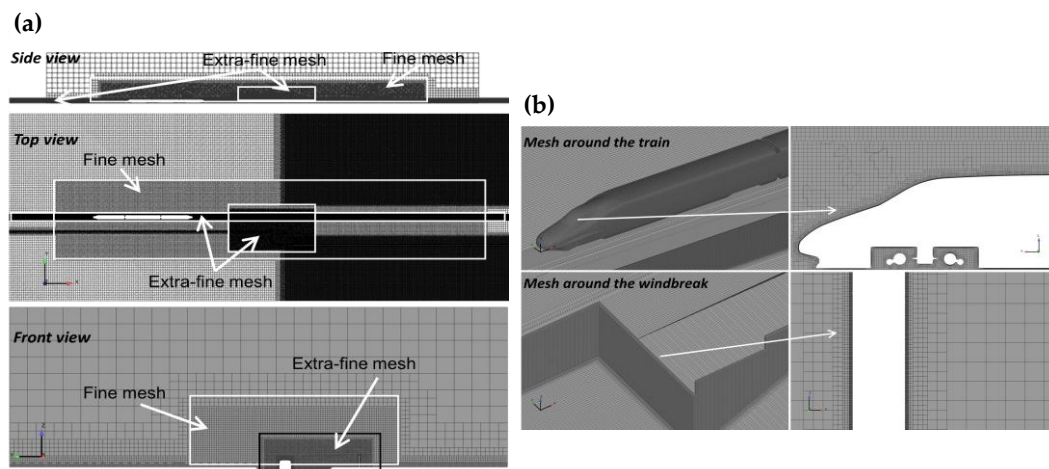 (a)
Side view
Extra-fine mesh
Fine mesh
Top view
Fine mesh
Extra-fine mesh
Front view
Extra-fine mesh
Fine mesh
(b)
Mesh around the train
Mesh around the windbreak